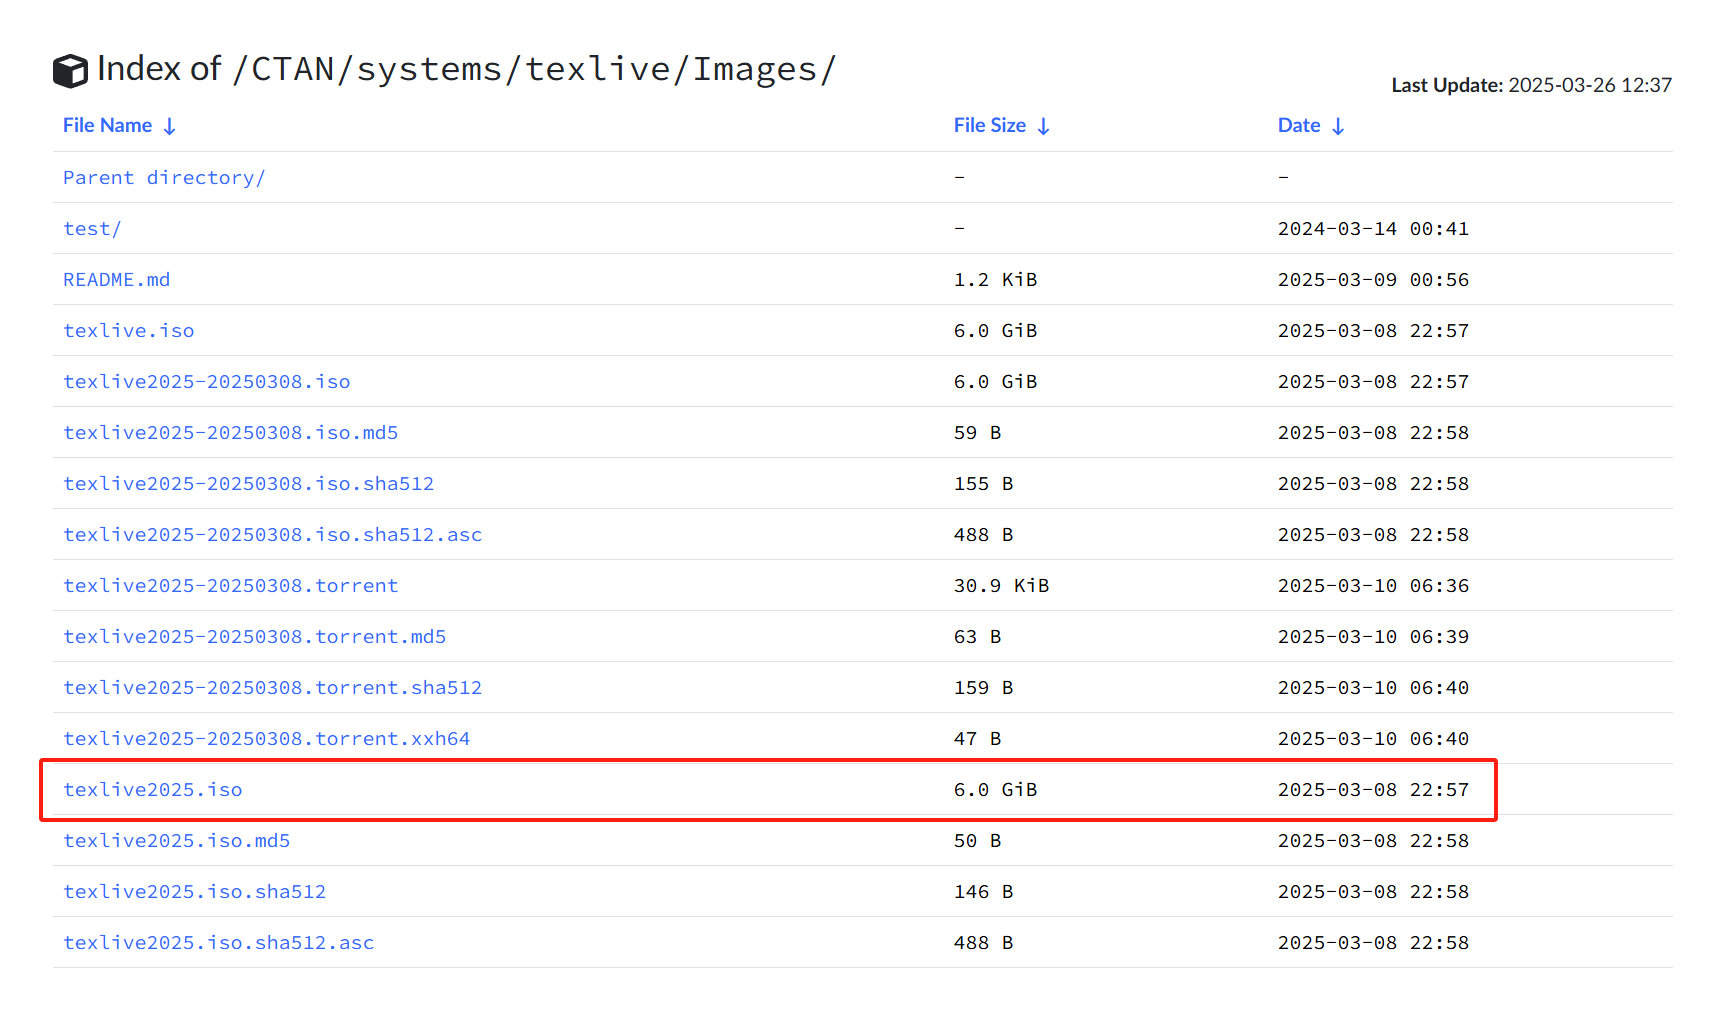 Index of /CTAN/systems/texlive/Images/
Last Update: 2025-03-26 12:37
File Name ↓ File Size ↓ Date ↓
Parent directory/ - -
test/ - 2024-03-14 00:41
README.md 1.2 KiB 2025-03-09 00:56
texlive.iso 6.0 GiB 2025-03-08 22:57
texlive2025-20250308.iso 6.0 GiB 2025-03-08 22:57
texlive2025-20250308.iso.md5 59 B 2025-03-08 22:58
texlive2025-20250308.iso.sha512 155 B 2025-03-08 22:58
texlive2025-20250308.iso.sha512.asc 488 B 2025-03-08 22:58
texlive2025-20250308.torrent 30.9 KiB 2025-03-10 06:36
texlive2025-20250308.torrent.md5 63 B 2025-03-10 06:39
texlive2025-20250308.torrent.sha512 159 B 2025-03-10 06:40
texlive2025-20250308.torrent.xxh64 47 B 2025-03-10 06:40
texlive2025.iso 6.0 GiB 2025-03-08 22:57
texlive2025.iso.md5 50 B 2025-03-08 22:58
texlive2025.iso.sha512 146 B 2025-03-08 22:58
texlive2025.iso.sha512.asc 488 B 2025-03-08 22:58